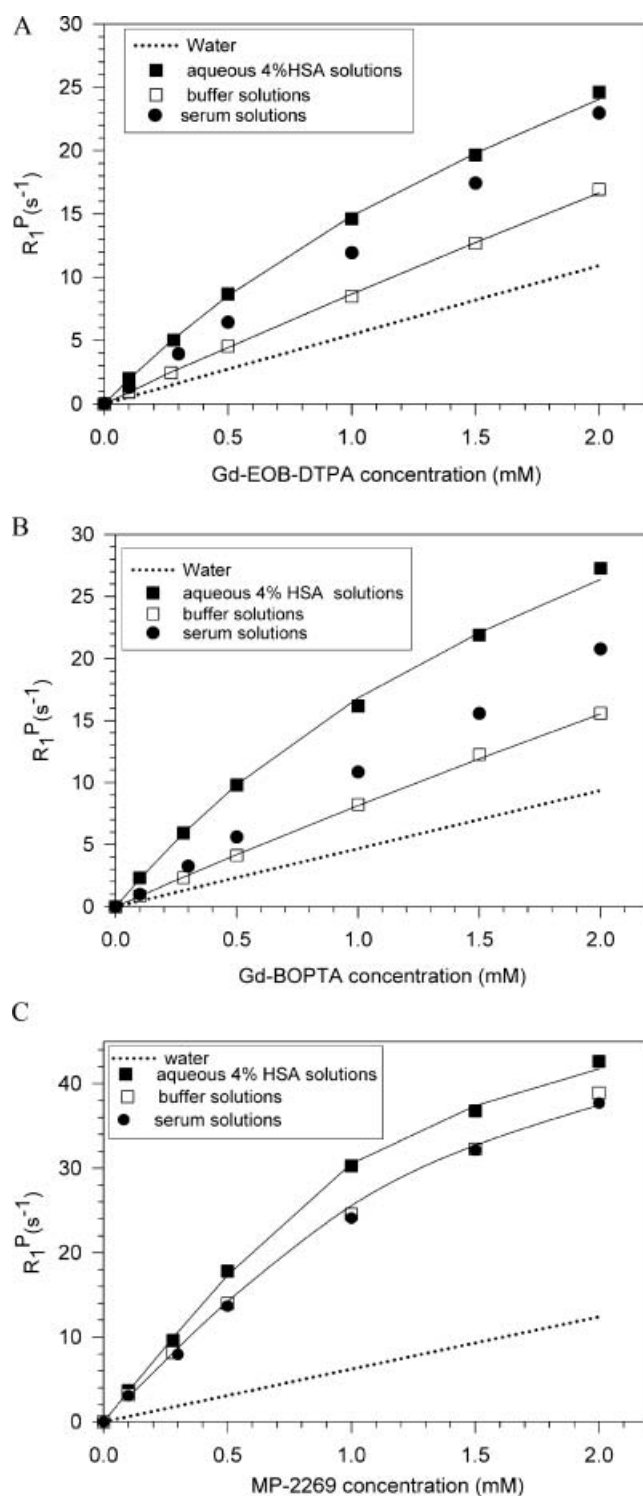 A
30
25
20
15
10
5
0
R1P(s-1)
Water
aqueous 4%HSA solutions
buffer solutions
serum solutions
0.0 0.5 1.0 1.5 2.0
Gd-EOB-DTPA concentration (mM)
B
30
25
20
15
10
5
0
R1P(s-1)
Water
aqueous 4% HSA solutions
buffer solutions
serum solutions
0.0 0.5 1.0 1.5 2.0
Gd-BOPTA concentration (mM)
C
40
30
20
10
0
R1P(s-1)
water
aqueous 4% HSA solutions
buffer solutions
serum solutions
0.0 0.5 1.0 1.5 2.0
MP-2269 concentration (mM)